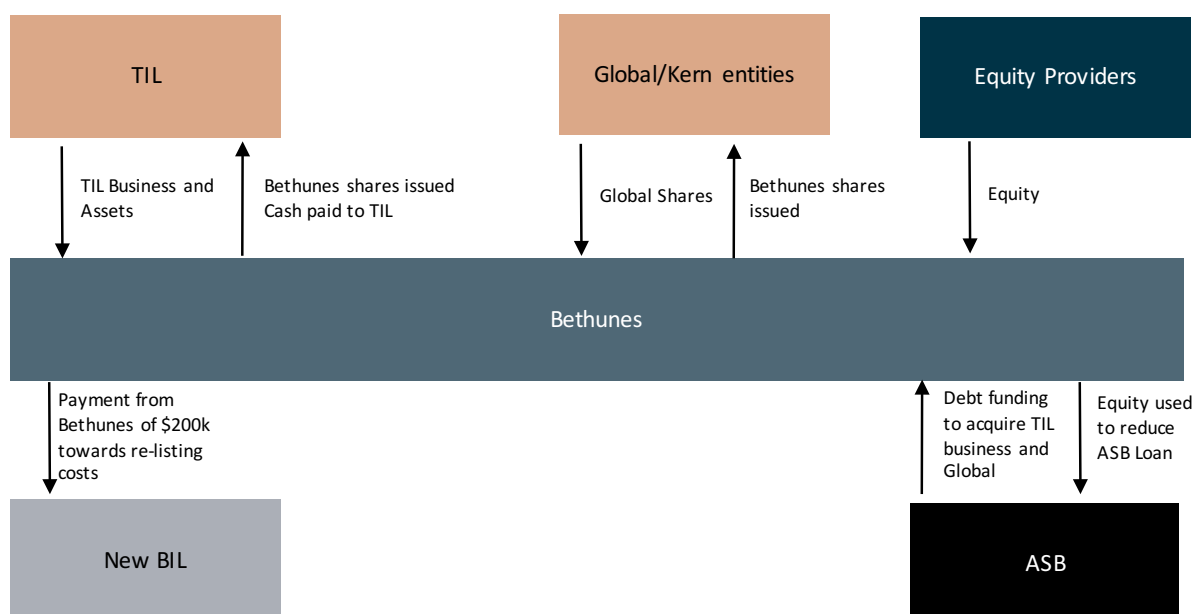 TIL
Global/Kern entities
Equity Providers
TIL Business and
Assets
Bethunes shares issued
Cash paid to TIL
Global Shares
Bethunes shares
issued
Equity
Bethunes
Payment from
Bethunes of $200k
towards re-listing
costs
Debt funding
to acquire TIL
business and
Global
Equity used
to reduce
ASB Loan
New BIL
ASB